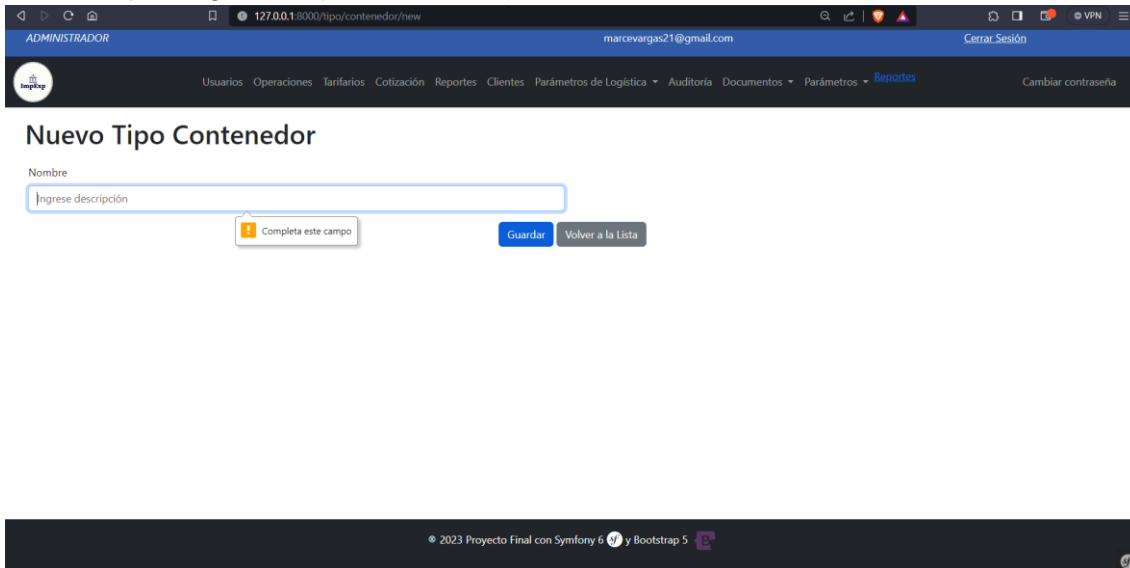 127.0.0.1:8000/tipo/contenedor/new VPN
ADMINISTRADOR marcevargas21@gmail.com Cerrar Sesión
ImpExp Usuarios Operaciones Tarifarios Cotización Reportes Clientes Parámetros de Logística Auditoría Documentos Parámetros Reportes Cambiar contraseña
Nuevo Tipo Contenedor
Nombre
Ingrese descripción
Completa este campo
Guardar Volver a la Lista
© 2023 Proyecto Final con Symfony 6 sf y Bootstrap 5 B